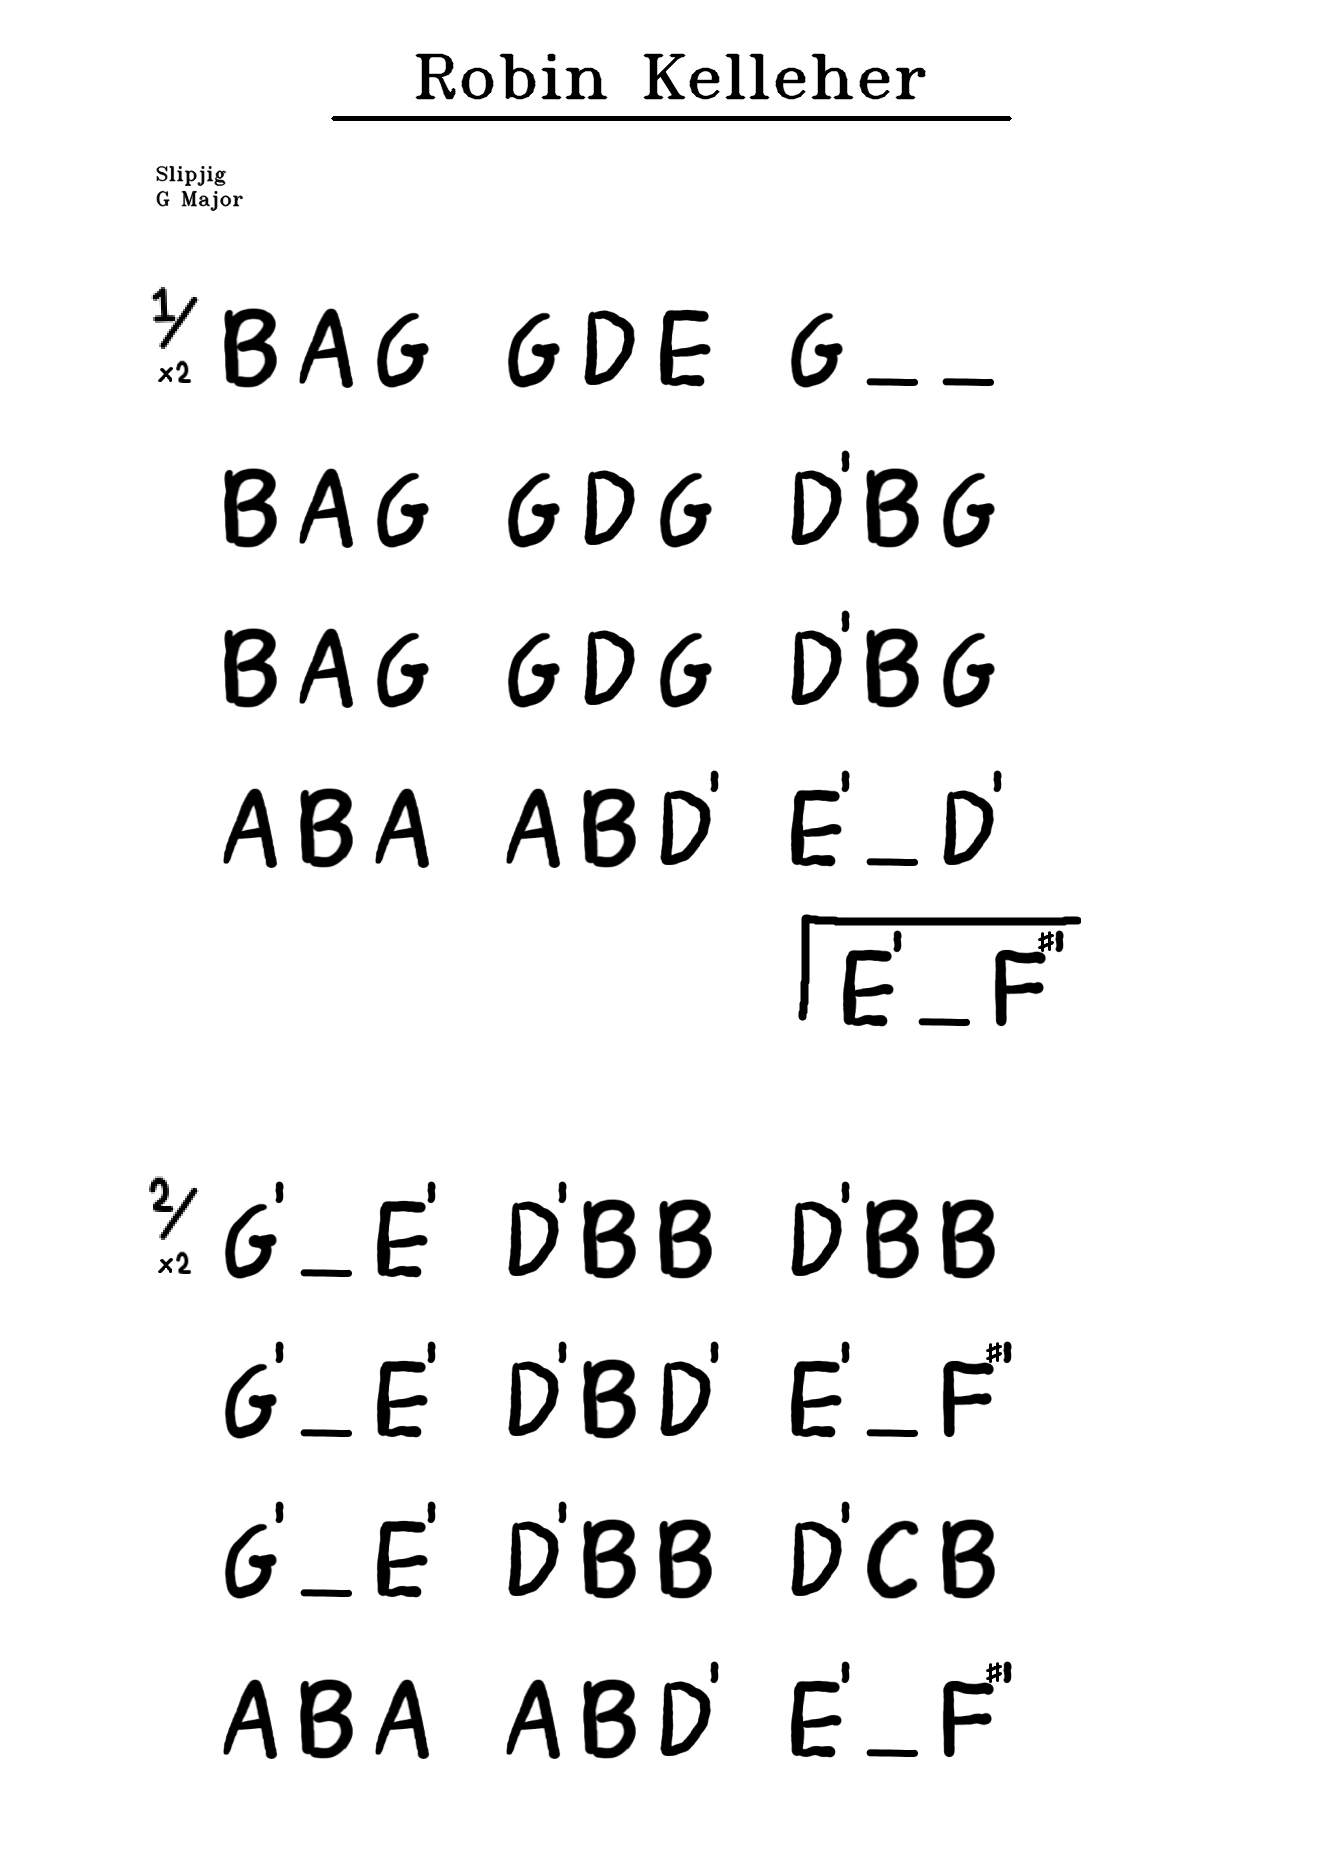 Robin Kelleher
Slipjig
G Major
1/ x2 BAG GDE G__
BAG GDG D'BG
BAG GDG D'BG
ABA ABD' E'_D'
E'_F#'
2/ x2 G'_E' D'BB D'BB
G'_E' D'BD' E'_F#'
G'_E' D'BB D'CB
ABA ABD' E'_F#'